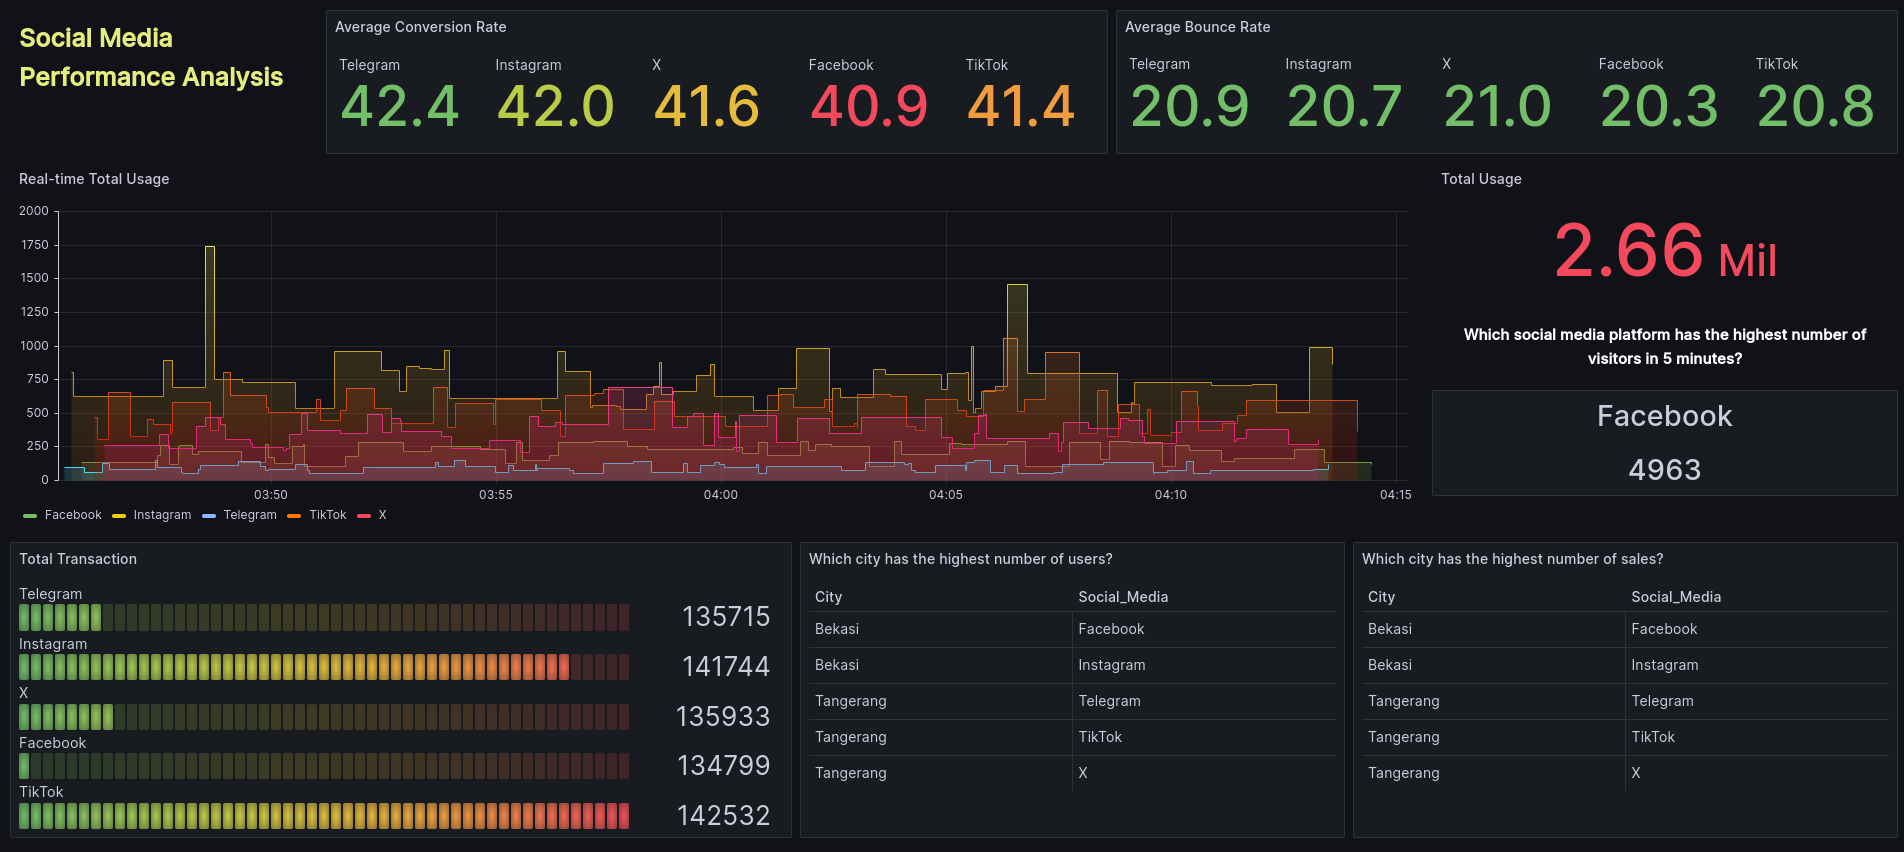 Social Media
Performance Analysis
Average Conversion Rate
Telegram Instagram X Facebook TikTok
42.4 42.0 41.6 40.9 41.4
Average Bounce Rate
Telegram Instagram X Facebook TikTok
20.9 20.7 21.0 20.3 20.8
Real-time Total Usage
2000
1750
1500
1250
1000
750
500
250
0
03:50 03:55 04:00 04:05 04:10 04:15
Facebook Instagram Telegram TikTok X
Total Usage
2.66 Mil
Which social media platform has the highest number of
visitors in 5 minutes?
Facebook
4963
Total Transaction
Telegram
135715
Instagram
141744
X
135933
Facebook
134799
TikTok
142532
Which city has the highest number of users?
City Social_Media
Bekasi Facebook
Bekasi Instagram
Tangerang Telegram
Tangerang TikTok
Tangerang X
Which city has the highest number of sales?
City Social_Media
Bekasi Facebook
Bekasi Instagram
Tangerang Telegram
Tangerang TikTok
Tangerang X